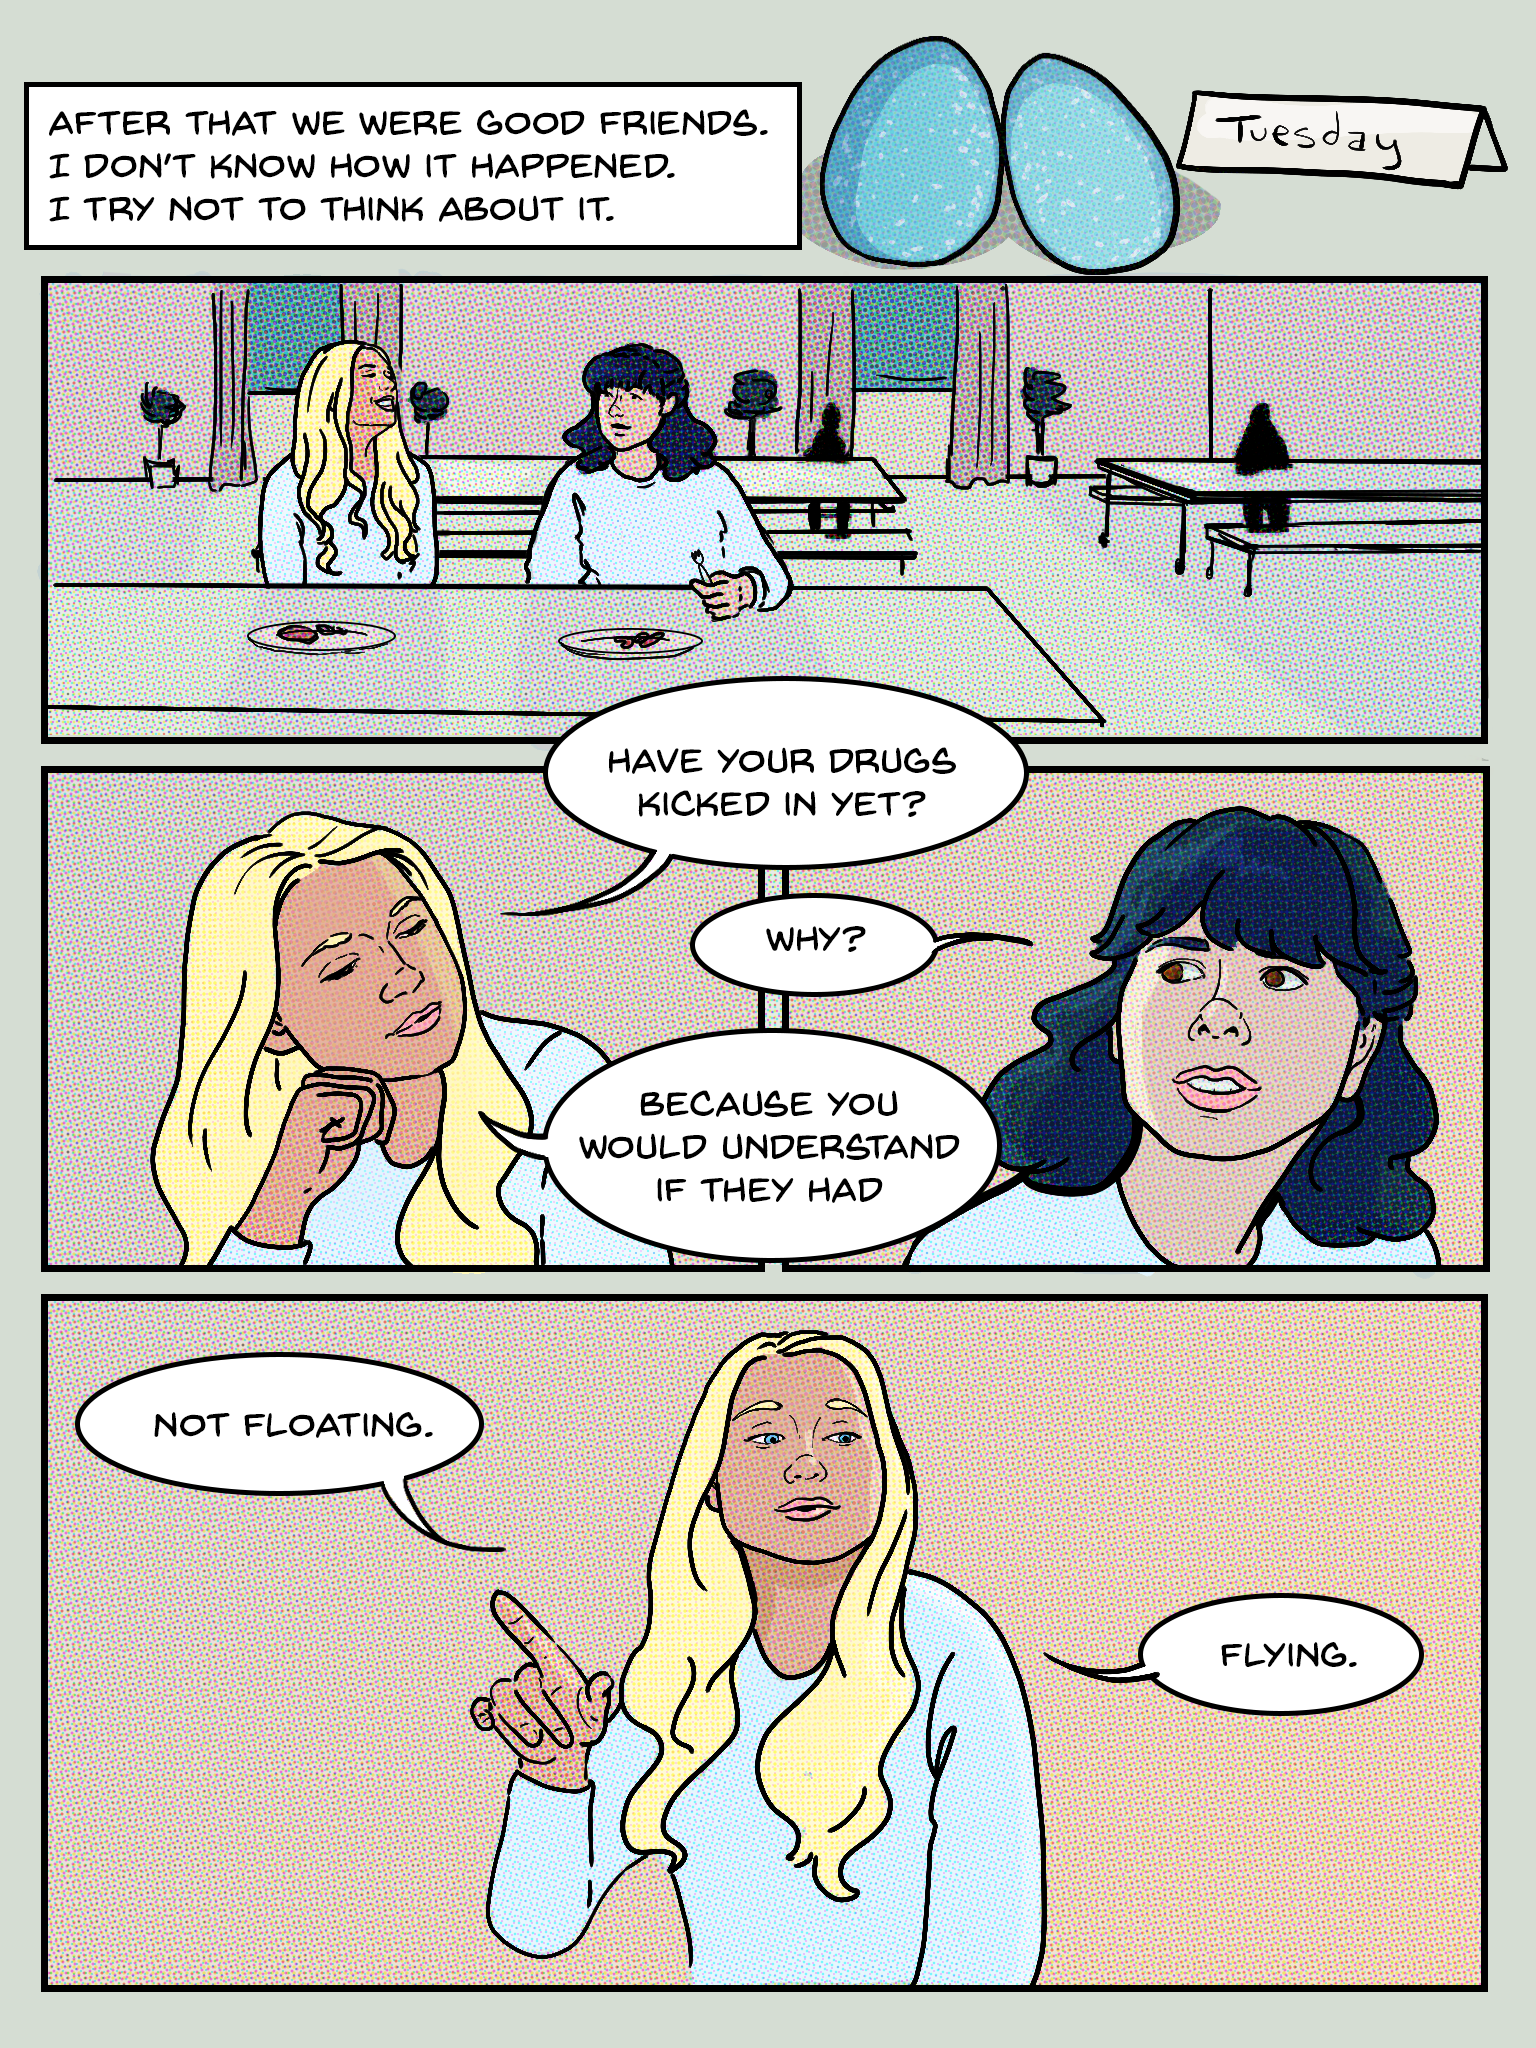 AFTER THAT WE WERE GOOD FRIENDS.
I DON'T KNOW HOW IT HAPPENED.
I TRY NOT TO THINK ABOUT IT.
Tuesday
HAVE YOUR DRUGS
KICKED IN YET?
WHY?
BECAUSE YOU
WOULD UNDERSTAND
IF THEY HAD
NOT FLOATING.
FLYING.